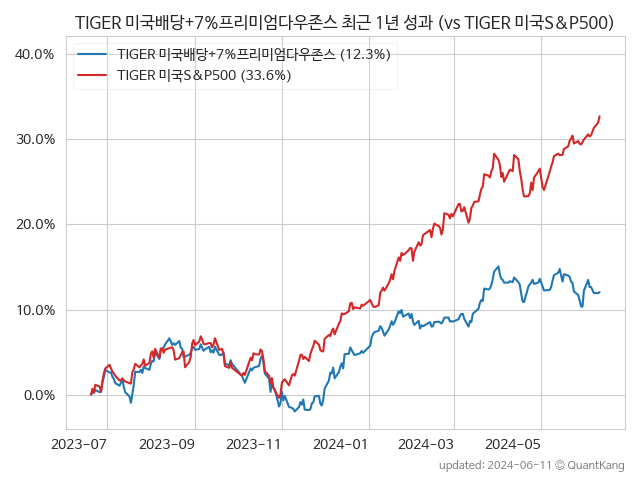 TIGER 미국배당+7%프리미엄다우존스 최근 1년 성과 (vs TIGER 미국S&P500)
40.0%
TIGER 미국배당+7%프리미엄다우존스 (12.3%)
TIGER 미국S&P500 (33.6%)
30.0%
20.0%
10.0%
0.0%
2023-07 2023-09 2023-11 2024-01 2024-03 2024-05
updated: 2024-06-11 © QuantKang